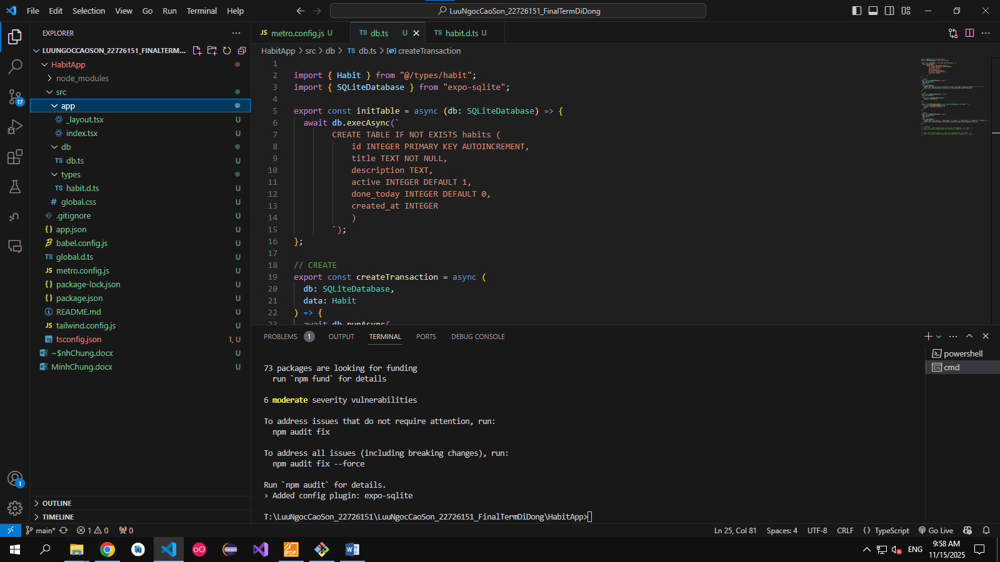 File Edit Selection View Go Run Terminal Help
LuuNgocCaoSon_22726151_FinalTermDiDong
EXPLORER
LUUNGOCCAOSON_22726151_FINALTERM...
HabitApp
node_modules
src
app
_layout.tsx U
index.tsx U
db
TS db.ts U
types
TS habit.d.ts U
# global.css U
.gitignore U
{} app.json U
babel.config.js U
TS global.d.ts U
JS metro.config.js U
{} package-lock.json U
{} package.json U
README.md U
JS tailwind.config.js U
tsconfig.json 1, U
~$nhChung.docx U
MinhChung.docx U
OUTLINE
TIMELINE
17
1
JS metro.config.js U
TS db.ts U
TS habit.d.ts U
HabitApp > src > db > TS db.ts > createTransaction
1
2 import { Habit } from "@/types/habit";
3 import { SQLiteDatabase } from "expo-sqlite";
4
5 export const initTable = async (db: SQLiteDatabase) => {
6 await db.execAsync(`
7 CREATE TABLE IF NOT EXISTS habits (
8 id INTEGER PRIMARY KEY AUTOINCREMENT,
9 title TEXT NOT NULL,
10 description TEXT,
11 active INTEGER DEFAULT 1,
12 done_today INTEGER DEFAULT 0,
13 created_at INTEGER
14 )
15 `);
16 };
17
18 // CREATE
19 export const createTransaction = async (
20 db: SQLiteDatabase,
21 data: Habit
22 ) => {
23 await db.runAsync(
PROBLEMS 1 OUTPUT TERMINAL PORTS DEBUG CONSOLE
powershell
cmd
73 packages are looking for funding
run `npm fund` for details
6 moderate severity vulnerabilities
To address issues that do not require attention, run:
npm audit fix
To address all issues (including breaking changes), run:
npm audit fix --force
Run `npm audit` for details.
› Added config plugin: expo-sqlite
T:\LuuNgocCaoSon_22726151\LuuNgocCaoSon_22726151_FinalTermDiDong\HabitApp>
main* 1 0 0
Ln 25, Col 81 Spaces: 4 UTF-8 CRLF {} TypeScript Go Live
PDF
ENG
9:58 AM
11/15/2025